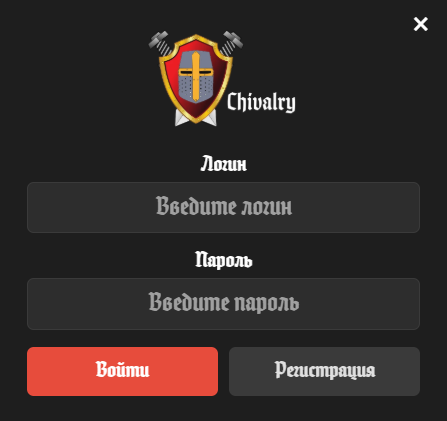 Chivalry
Логин
Введите логин
Пароль
Введите пароль
Войти
Регистрация